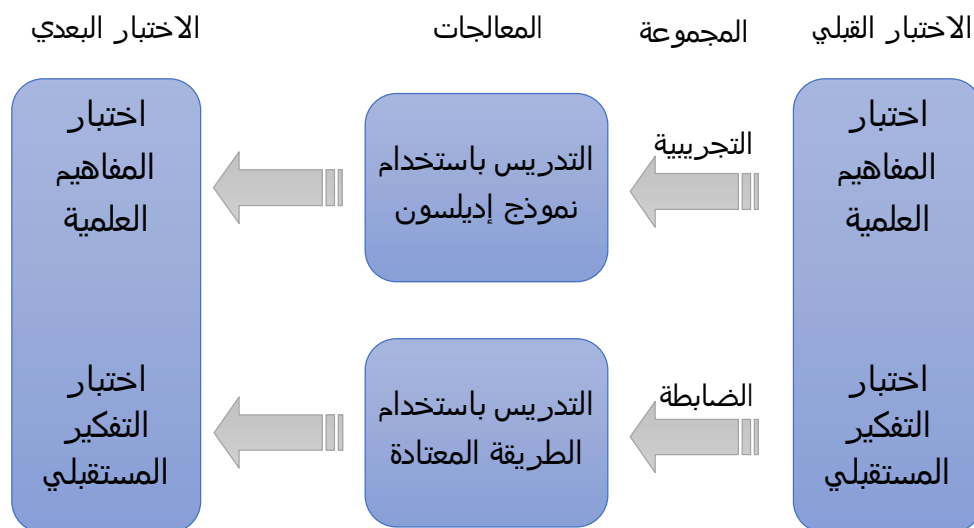 الاختبار القبلي
المجموعة
المعالجات
الاختبار البعدي
اختبار
المفاهيم
العلمية
اختبار
التفكير
المستقبلي
التجريبية
الضابطة
التدريس باستخدام
نموذج إديلسون
التدريس باستخدام
الطريقة المعتادة
اختبار
المفاهيم
العلمية
اختبار
التفكير
المستقبلي